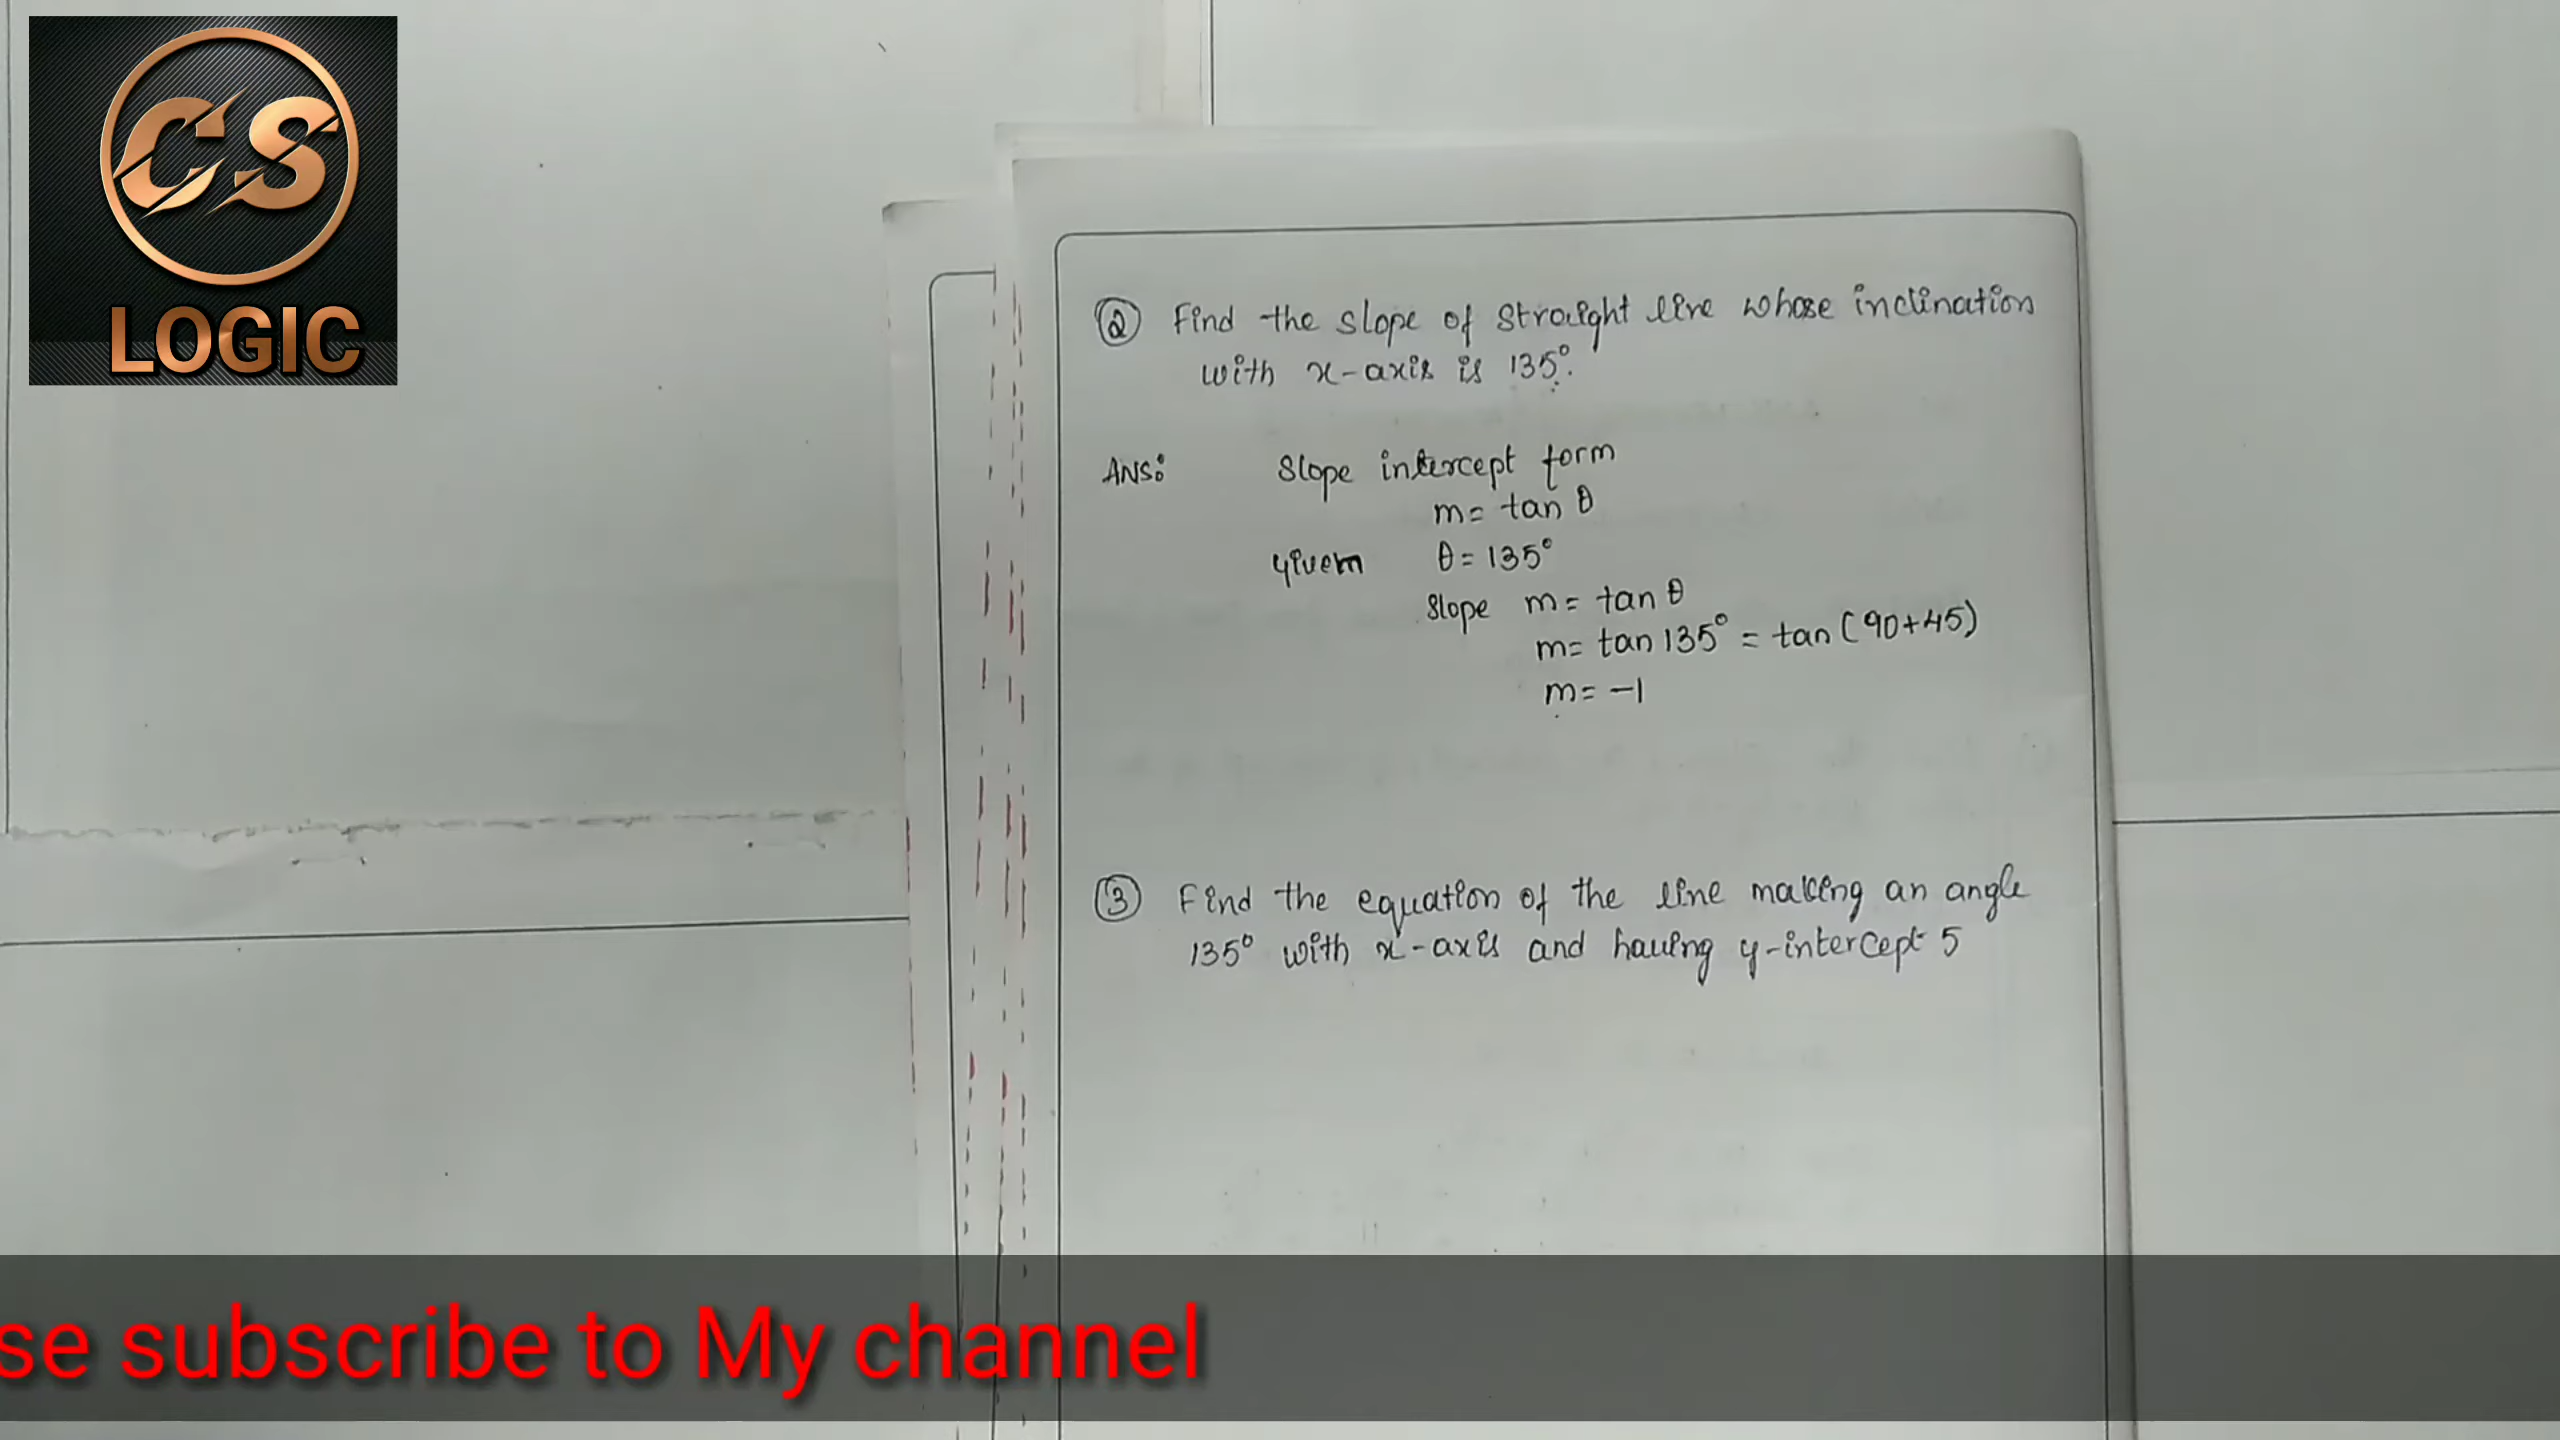 CS
LOGIC
② Find the slope of straight line whose inclination
with x-axis is 135°.
ANS: Slope intercept form
m = tan θ
Given θ = 135°
Slope m = tan θ
m = tan 135° = tan (90+45)
m = -1
③ Find the equation of the line making an angle
135° with x-axis and having y-intercept 5
se subscribe to My channel